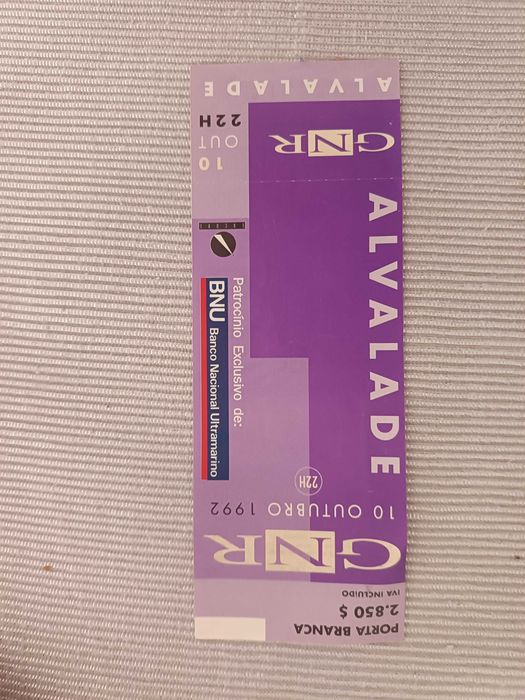 PORTA BRANCA
2.850 $
IVA INCLUÍDO
GNR
10 OUTUBRO 1992
22H
ALVALADE
Patrocínio Exclusivo de:
BNU Banco Nacional Ultramarino
GNR
10
OUT
22H
ALVALADE